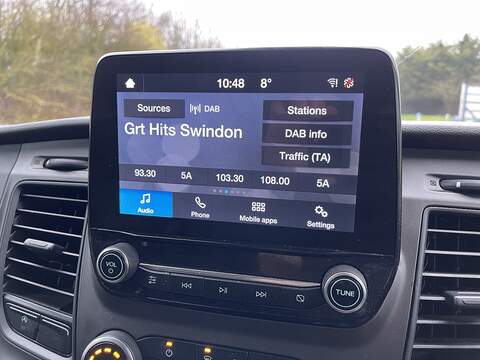 10:48 8°
Sources DAB Stations
Grt Hits Swindon
DAB info
Traffic (TA)
93.30 5A 103.30 108.00 5A
Audio Phone Mobile apps Settings
VOL
TUNE